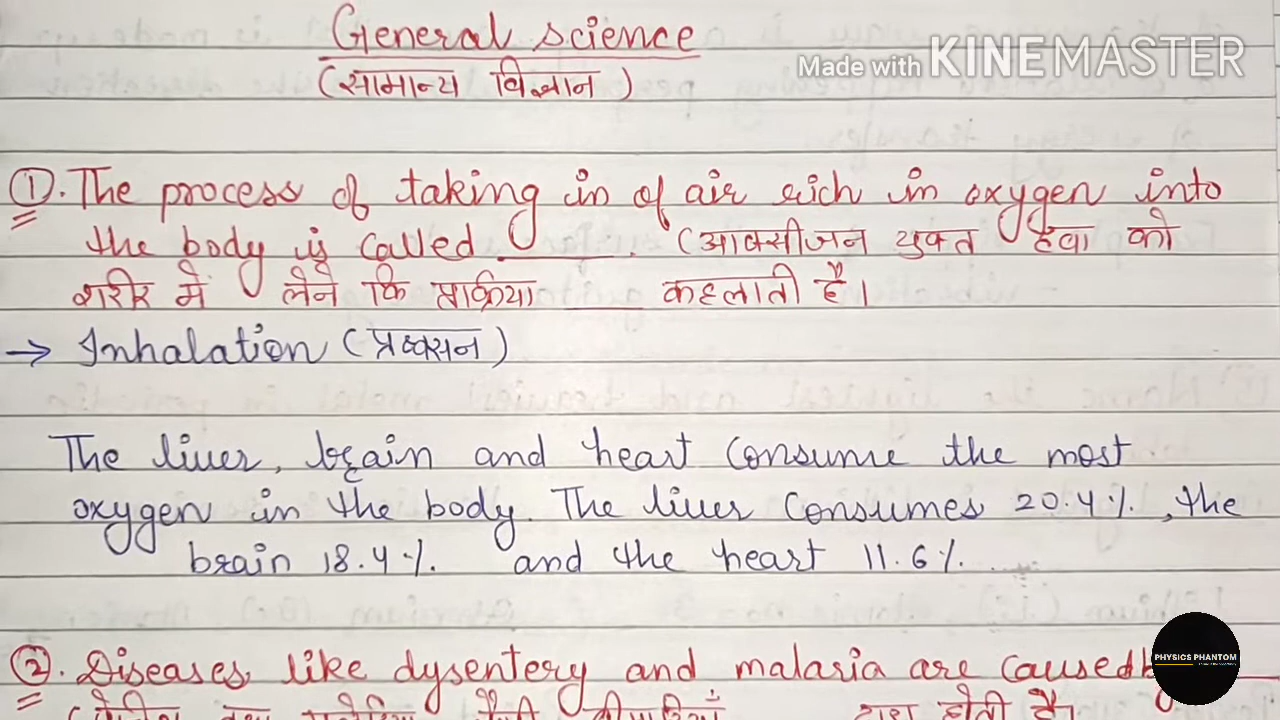 General science
Made with KINEMASTER
(सामान्य विज्ञान)
①. The process of taking in of air rich in oxygen into
the body is called ______. (आक्सीजन युक्त हवा को
शरीर में लेने कि प्राक्रिया ______ कहलाती है।
→ Inhalation (प्रश्वसन)
The liver, brain and heart consume the most
oxygen in the body. The liver consumes 20.4%, the
brain 18.4% and the heart 11.6%.
PHYSICS PHANTOM
②. Diseases like dysentery and malaria are caused
तथा मलेरिया जैसी बीमारियाँ द्वारा होती है।